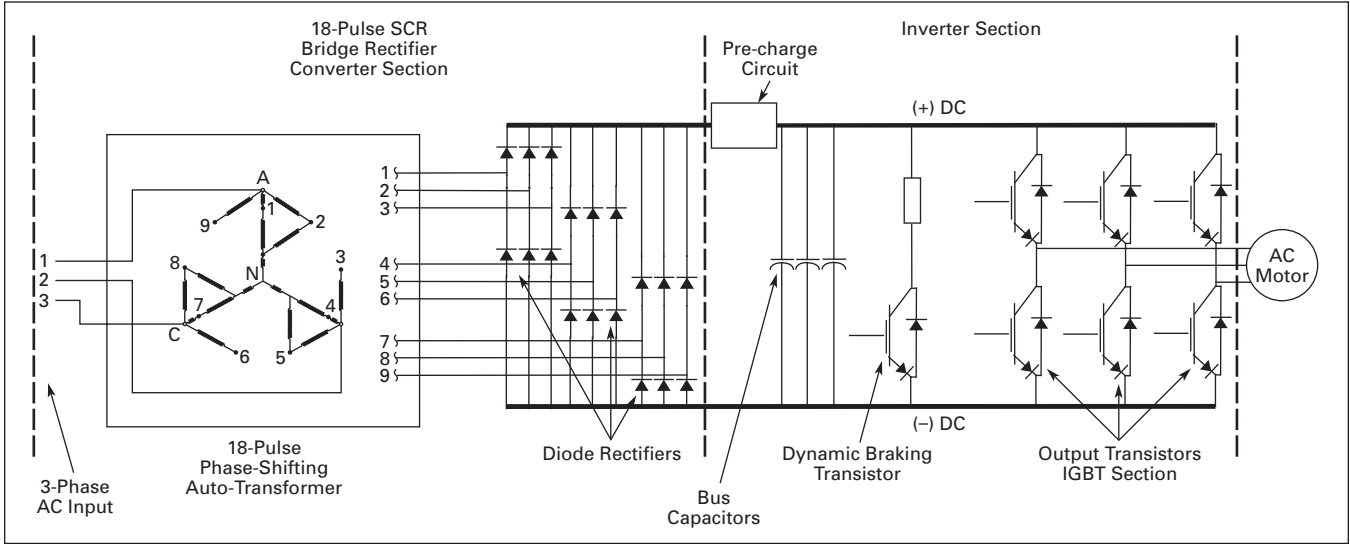 18-Pulse SCR
Bridge Rectifier
Converter Section
Inverter Section
Pre-charge
Circuit
(+) DC
A
1
2
9
8
N
3
7
4
C
6
5
1
2
3
1
2
3
4
5
6
7
8
9
AC
Motor
(–) DC
18-Pulse
Phase-Shifting
Auto-Transformer
3-Phase
AC Input
Diode Rectifiers
Bus
Capacitors
Dynamic Braking
Transistor
Output Transistors
IGBT Section